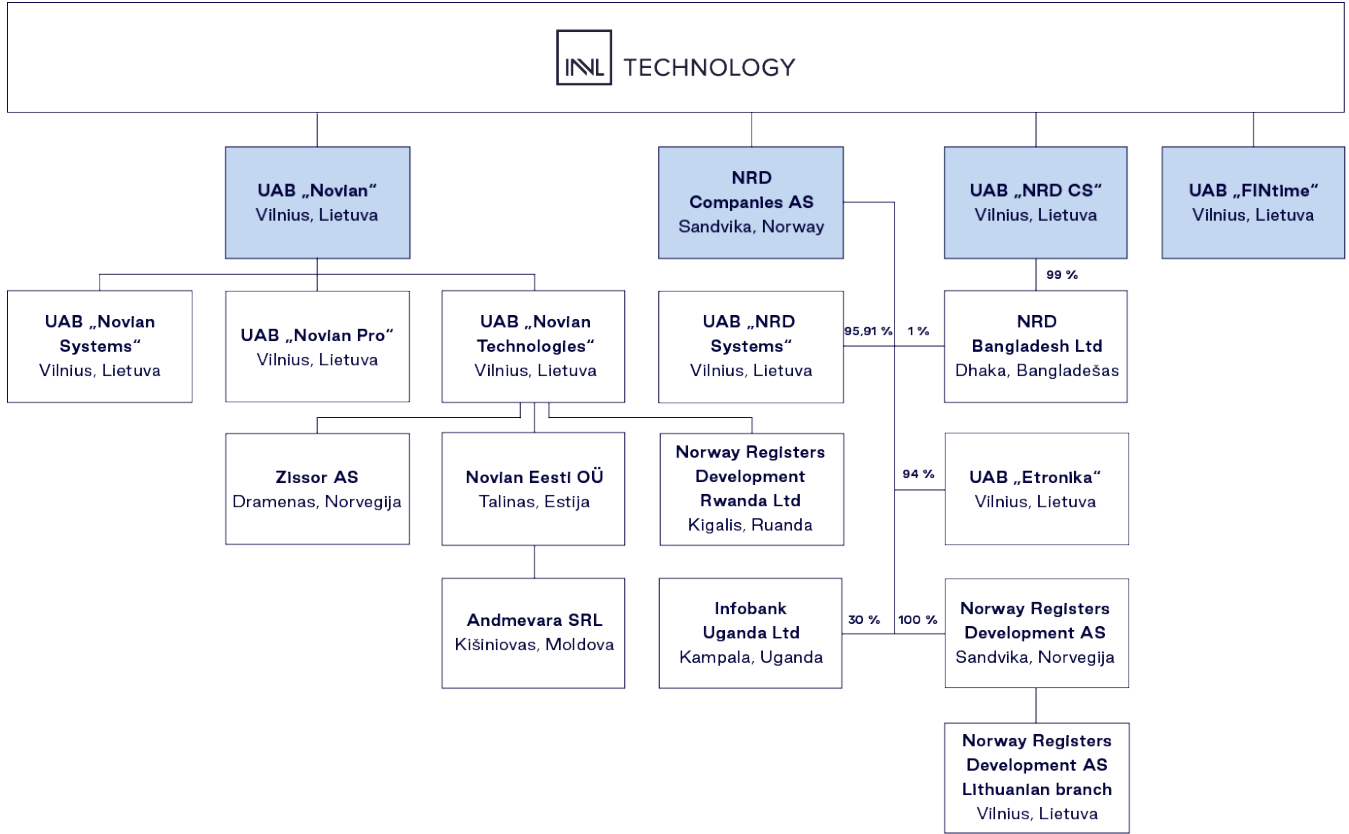 INVL TECHNOLOGY
UAB „Novian“
Vilnius, Lietuva
NRD
Companies AS
Sandvika, Norway
UAB „NRD CS“
Vilnius, Lietuva
UAB „FINtime“
Vilnius, Lietuva
99 %
UAB „Novian
Systems“
Vilnius, Lietuva
UAB „Novian Pro“
Vilnius, Lietuva
UAB „Novian
Technologies“
Vilnius, Lietuva
UAB „NRD
Systems“
Vilnius, Lietuva
95,91 %
1 %
NRD
Bangladesh Ltd
Dhaka, Bangladešas
Zissor AS
Dramenas, Norvegija
Novian Eesti OÜ
Talinas, Estija
Norway Registers
Development
Rwanda Ltd
Kigalis, Ruanda
94 %
UAB „Etronika“
Vilnius, Lietuva
Andmevara SRL
Kišiniovas, Moldova
Infobank
Uganda Ltd
Kampala, Uganda
30 %
100 %
Norway Registers
Development AS
Sandvika, Norvegija
Norway Registers
Development AS
Lithuanian branch
Vilnius, Lietuva